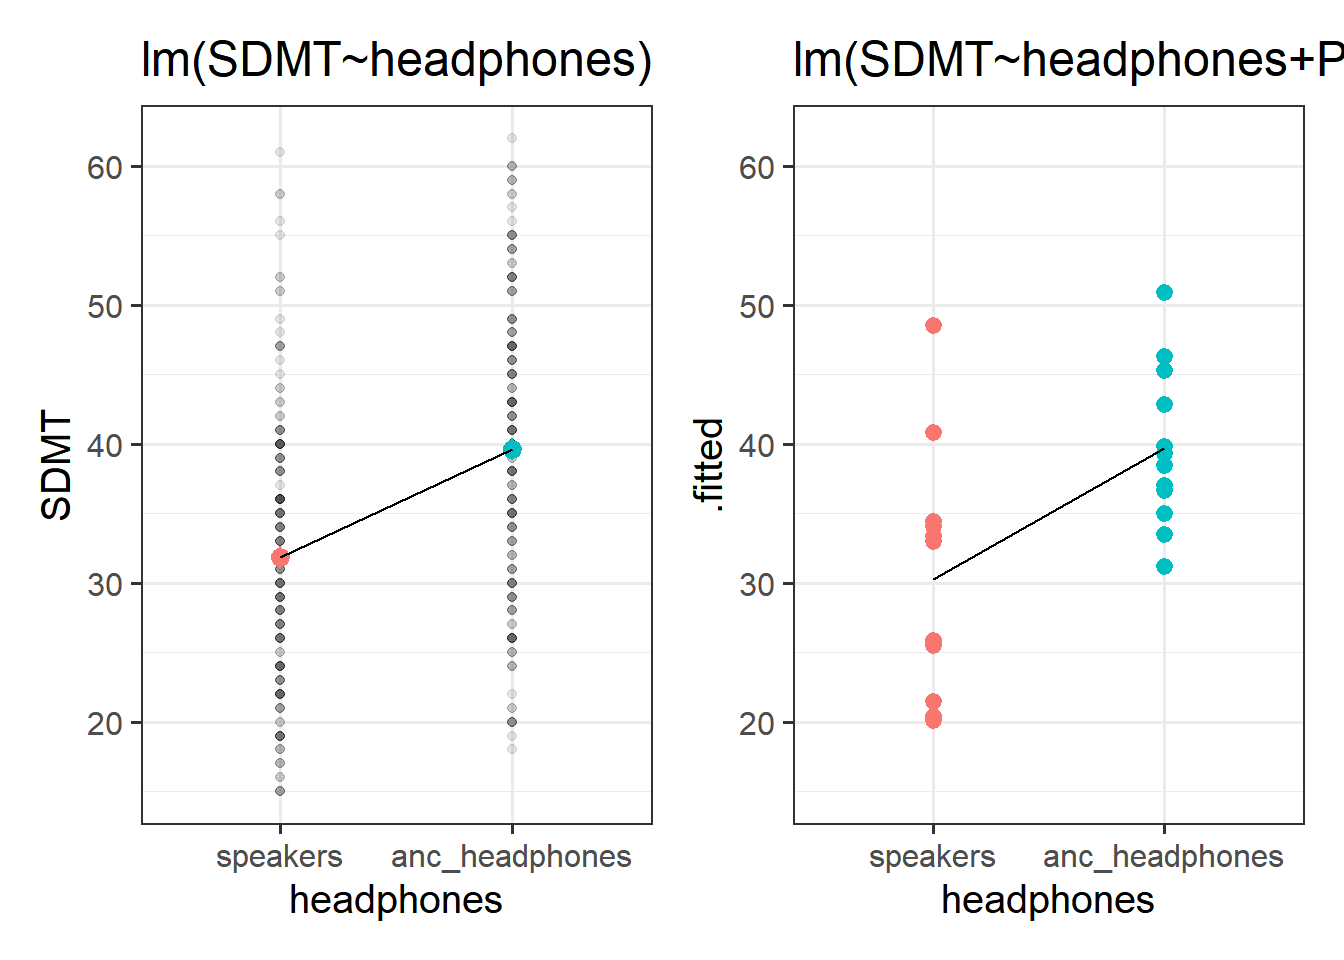 lm(SDMT~headphones)
SDMT
60
50
40
30
20
speakers anc_headphones
headphones
lm(SDMT~headphones+P
.fitted
60
50
40
30
20
speakers anc_headphones
headphones